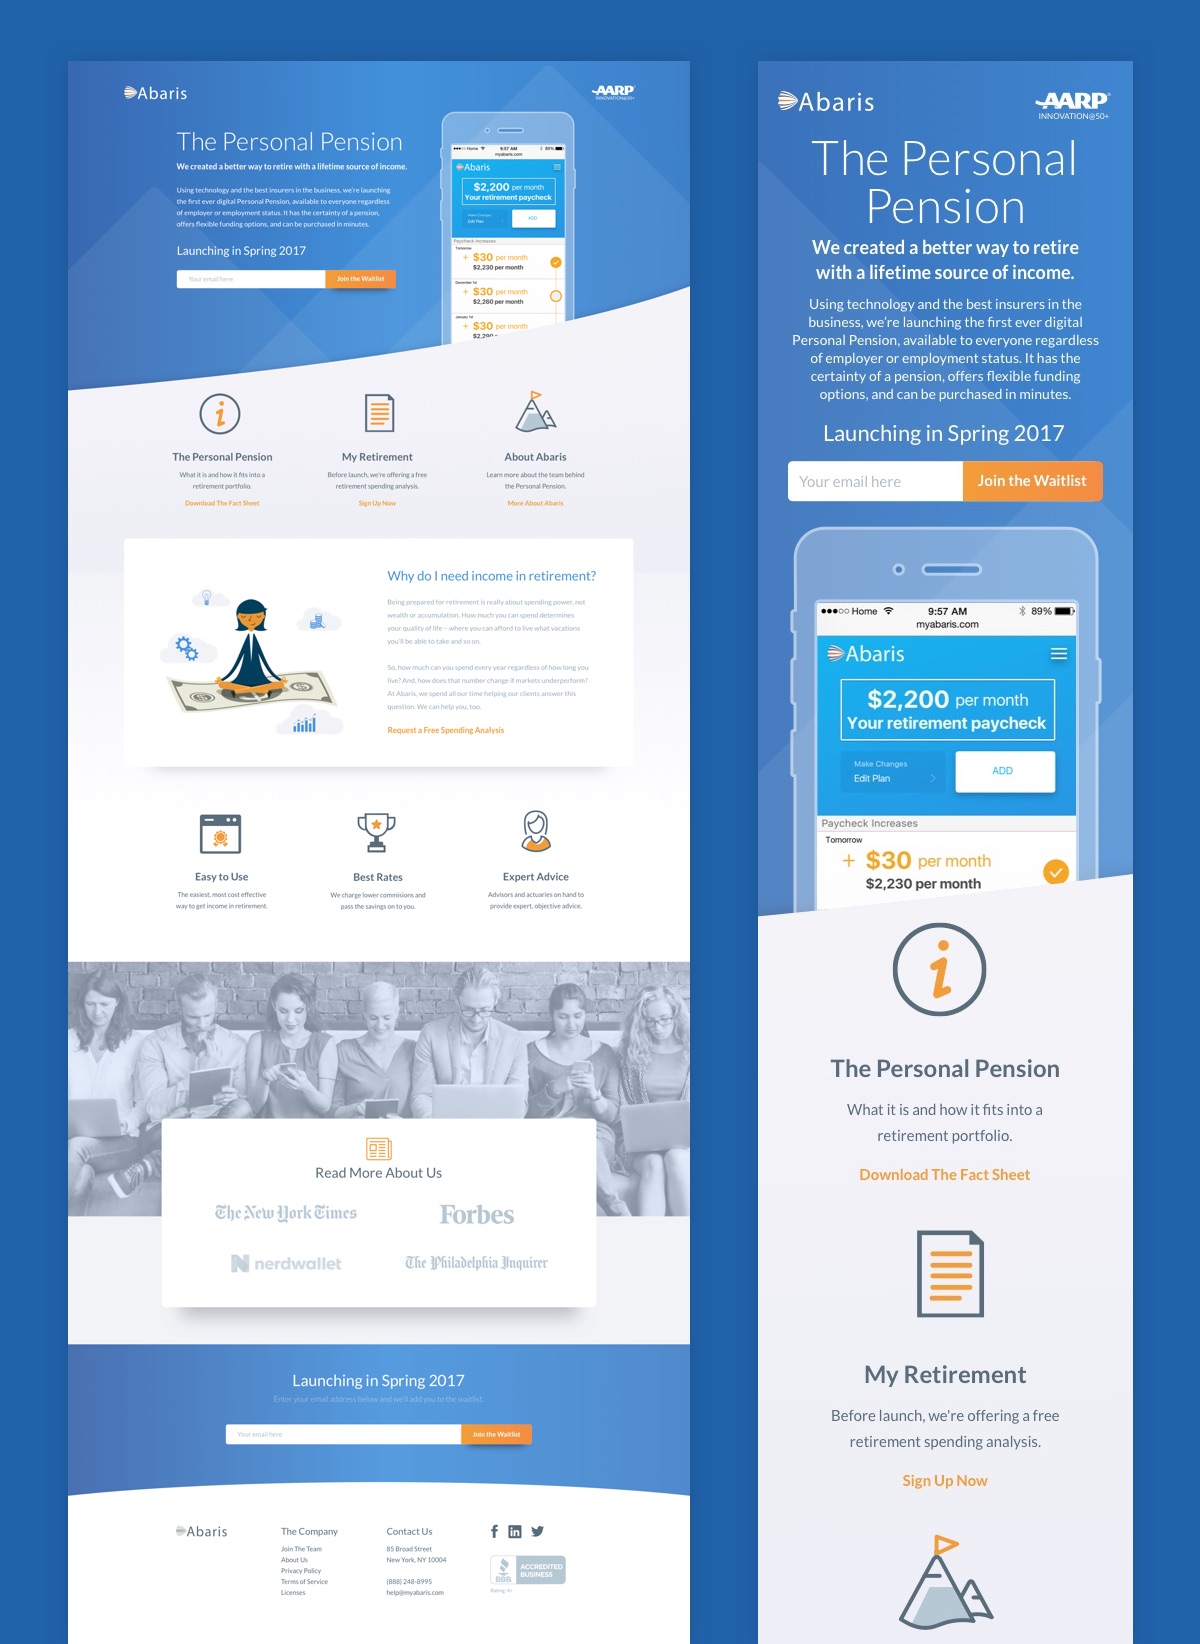 Abaris
AARP
INNOVATION@50+
The Personal Pension
We created a better way to retire with a lifetime source of income.
Using technology and the best insurers in the business, we're launching
the first ever digital Personal Pension, available to everyone regardless
of employer or employment status. It has the certainty of a pension,
offers flexible funding options, and can be purchased in minutes.
Launching in Spring 2017
Your email here
Join the Waitlist
Home
9:57 AM
89%
myabaris.com
Abaris
$2,200 per month
Your retirement paycheck
Make Changes
Edit Plan
ADD
Paycheck Increases
Tomorrow
+ $30 per month
$2,230 per month
December 1st
+ $30 per month
$2,260 per month
January 1st
+ $30 per month
$2,290 per month
The Personal Pension
What it is and how it fits into a
retirement portfolio.
Download The Fact Sheet
My Retirement
Before launch, we're offering a free
retirement spending analysis.
Sign Up Now
About Abaris
Learn more about the team behind
the Personal Pension.
More About Abaris
Why do I need income in retirement?
Being prepared for retirement is really about spending power, not
wealth or accumulation. How much you can spend determines
your quality of life – where you can afford to live what vacations
you'll be able to take and so on.
So, how much can you spend every year regardless of how long you
live? And, how does that number change if markets underperform?
At Abaris, we spend all our time helping our clients answer this
question. We can help you, too.
Request a Free Spending Analysis
Easy to Use
The easiest, most cost effective
way to get income in retirement.
Best Rates
We charge lower commisions and
pass the savings on to you.
Expert Advice
Advisors and actuaries on hand to
provide expert, objective advice.
Read More About Us
The New York Times
Forbes
nerdwallet
The Philadelphia Inquirer
Launching in Spring 2017
Enter your email address below and we'll add you to the waitlist.
Your email here
Join the Waitlist
Abaris
The Company
Join The Team
About Us
Privacy Policy
Terms of Service
Licenses
Contact Us
85 Broad Street
New York, NY 10004
(888) 248-8995
help@myabaris.com
BBB.
ACCREDITED
BUSINESS
Rating: A+
Abaris
AARP
INNOVATION@50+
The Personal
Pension
We created a better way to retire
with a lifetime source of income.
Using technology and the best insurers in the
business, we're launching the first ever digital
Personal Pension, available to everyone regardless
of employer or employment status. It has the
certainty of a pension, offers flexible funding
options, and can be purchased in minutes.
Launching in Spring 2017
Your email here
Join the Waitlist
Home
9:57 AM
89%
myabaris.com
Abaris
$2,200 per month
Your retirement paycheck
Make Changes
Edit Plan
ADD
Paycheck Increases
Tomorrow
+ $30 per month
$2,230 per month
The Personal Pension
What it is and how it fits into a
retirement portfolio.
Download The Fact Sheet
My Retirement
Before launch, we're offering a free
retirement spending analysis.
Sign Up Now